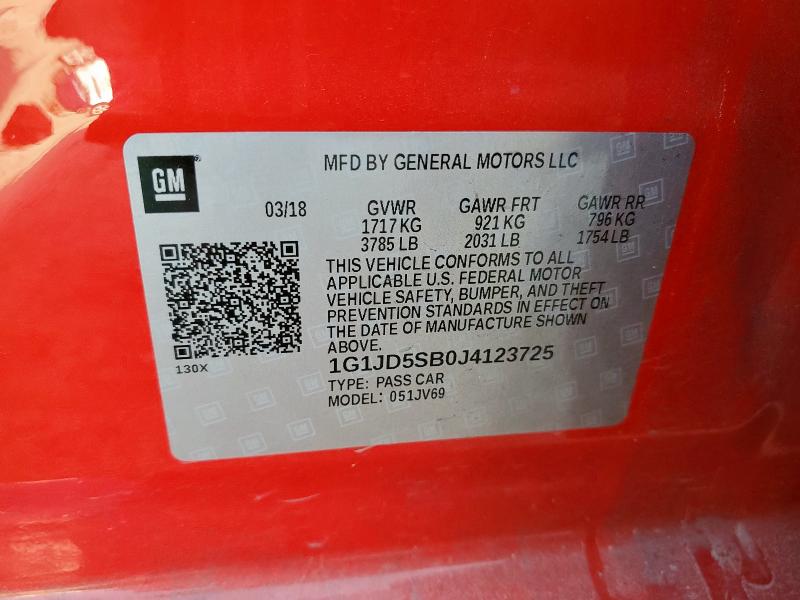 GM
MFD BY GENERAL MOTORS LLC
03/18 GVWR GAWR FRT GAWR RR
1717 KG 921 KG 796 KG
3785 LB 2031 LB 1754 LB
THIS VEHICLE CONFORMS TO ALL
APPLICABLE U.S. FEDERAL MOTOR
VEHICLE SAFETY, BUMPER, AND THEFT
PREVENTION STANDARDS IN EFFECT ON
THE DATE OF MANUFACTURE SHOWN
ABOVE.
130X
1G1JD5SB0J4123725
TYPE: PASS CAR
MODEL: 051JV69